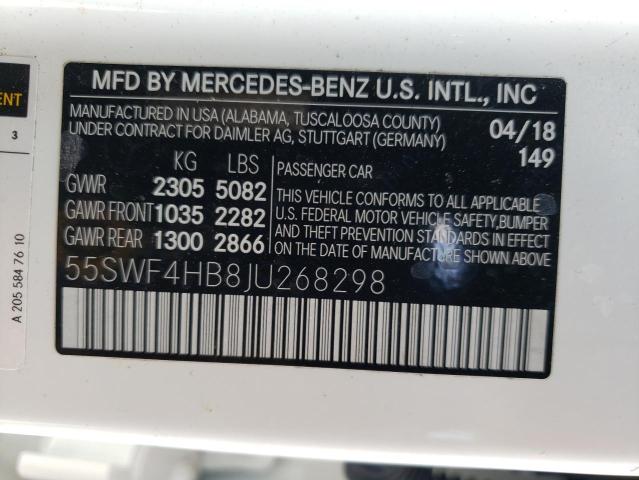 MFD BY MERCEDES-BENZ U.S. INTL., INC
MANUFACTURED IN USA (ALABAMA, TUSCALOOSA COUNTY)
UNDER CONTRACT FOR DAIMLER AG, STUTTGART (GERMANY)
04/18
149
KG LBS
GWR 2305 5082
GAWR FRONT 1035 2282
GAWR REAR 1300 2866
PASSENGER CAR
THIS VEHICLE CONFORMS TO ALL APPLICABLE
U.S. FEDERAL MOTOR VEHICLE SAFETY, BUMPER
AND THEFT PREVENTION STANDARDS IN
EFFECT ON THE DATE OF MANUFACTURE SHOWN ABOVE.
55SWF4HB8JU268298
ENT
3
A 205 584 76 10